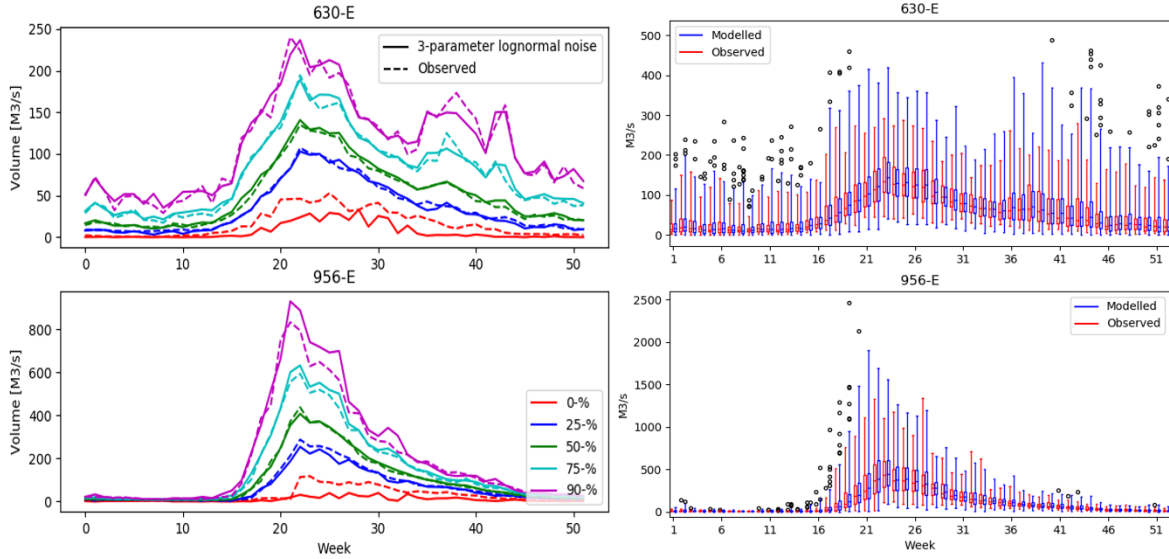 630-E
Volume [M3/s]
250
200
150
100
50
0
3-parameter lognormal noise
Observed
0 10 20 30 40 50
630-E
M3/s
500
400
300
200
100
0
Modelled
Observed
1 6 11 16 21 26 31 36 41 46 51
956-E
Volume [M3/s]
800
600
400
200
0
0-%
25-%
50-%
75-%
90-%
0 10 20 30 40 50
Week
956-E
M3/s
2500
2000
1500
1000
500
0
Modelled
Observed
1 6 11 16 21 26 31 36 41 46 51
Week